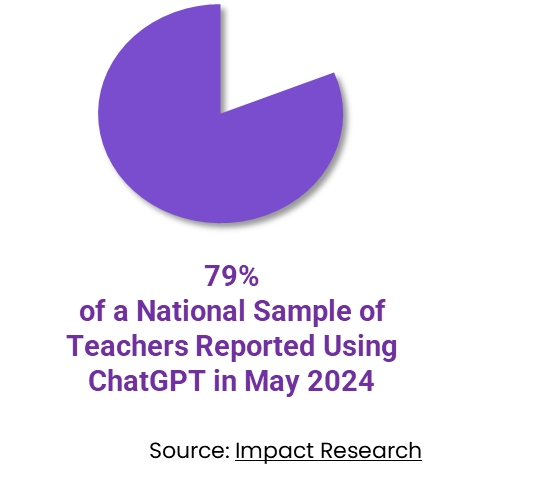 79%
of a National Sample of
Teachers Reported Using
ChatGPT in May 2024
Source: Impact Research